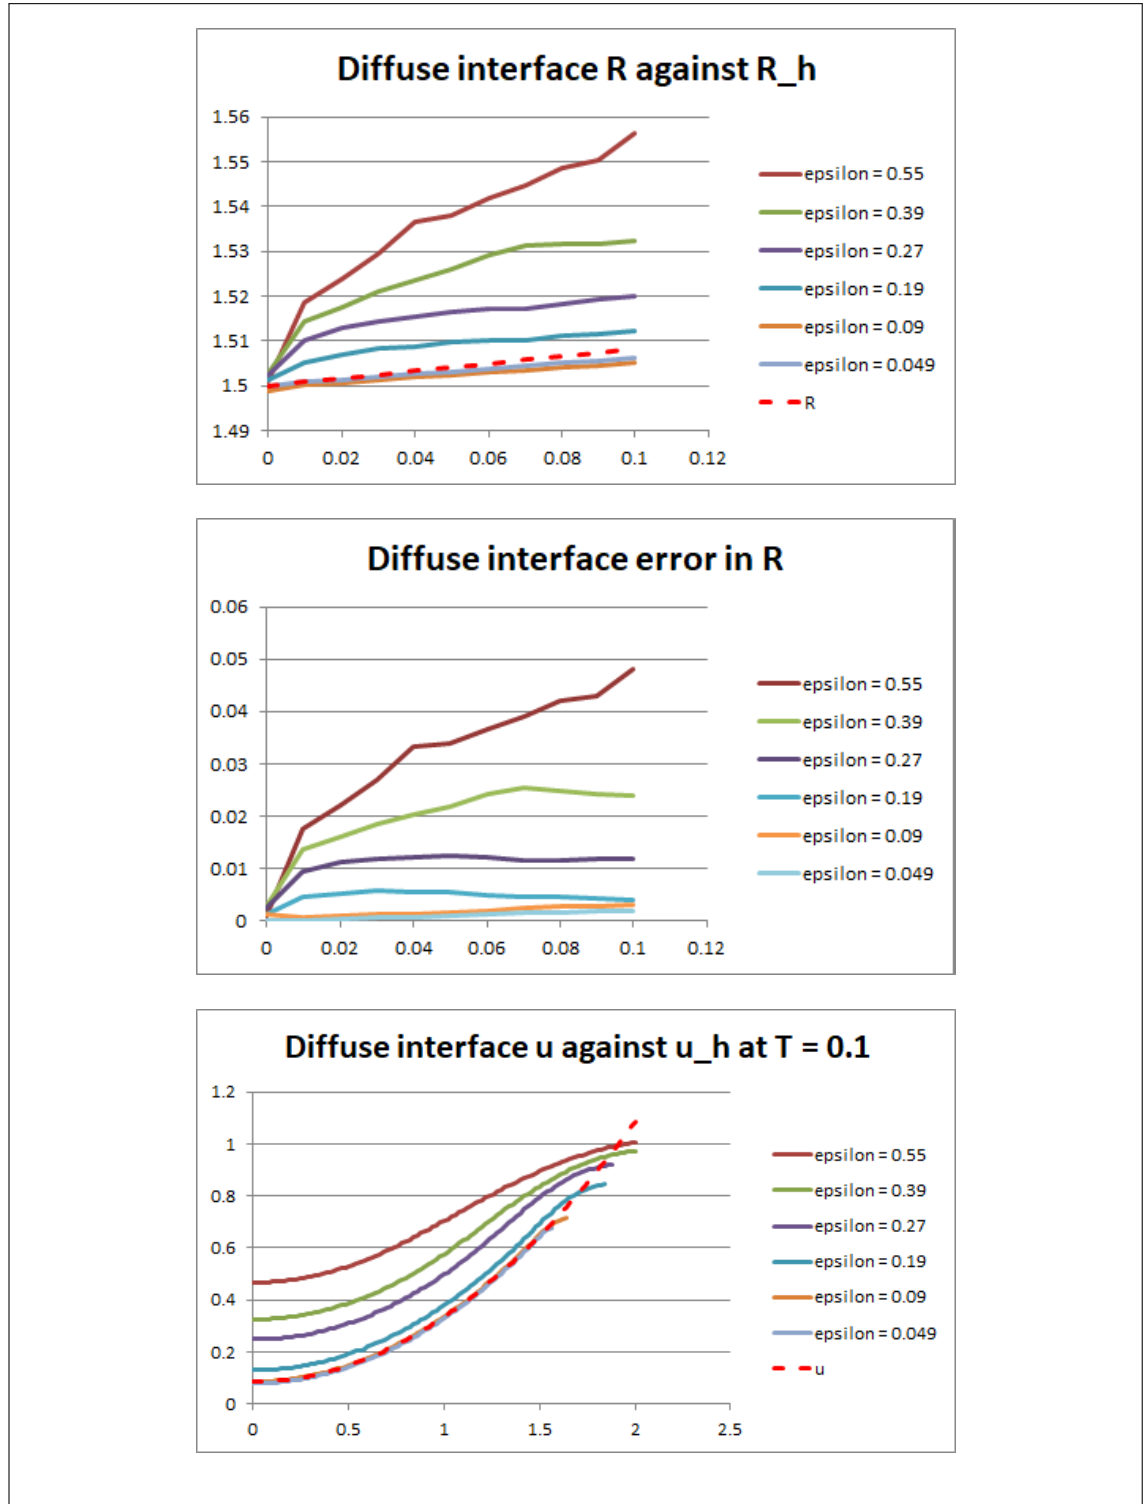 Diffuse interface R against R_h
1.56
1.55
1.54
1.53
1.52
1.51
1.5
1.49
0 0.02 0.04 0.06 0.08 0.1 0.12
epsilon = 0.55
epsilon = 0.39
epsilon = 0.27
epsilon = 0.19
epsilon = 0.09
epsilon = 0.049
R
Diffuse interface error in R
0.06
0.05
0.04
0.03
0.02
0.01
0
0 0.02 0.04 0.06 0.08 0.1 0.12
epsilon = 0.55
epsilon = 0.39
epsilon = 0.27
epsilon = 0.19
epsilon = 0.09
epsilon = 0.049
Diffuse interface u against u_h at T = 0.1
1.2
1
0.8
0.6
0.4
0.2
0
0 0.5 1 1.5 2 2.5
epsilon = 0.55
epsilon = 0.39
epsilon = 0.27
epsilon = 0.19
epsilon = 0.09
epsilon = 0.049
u